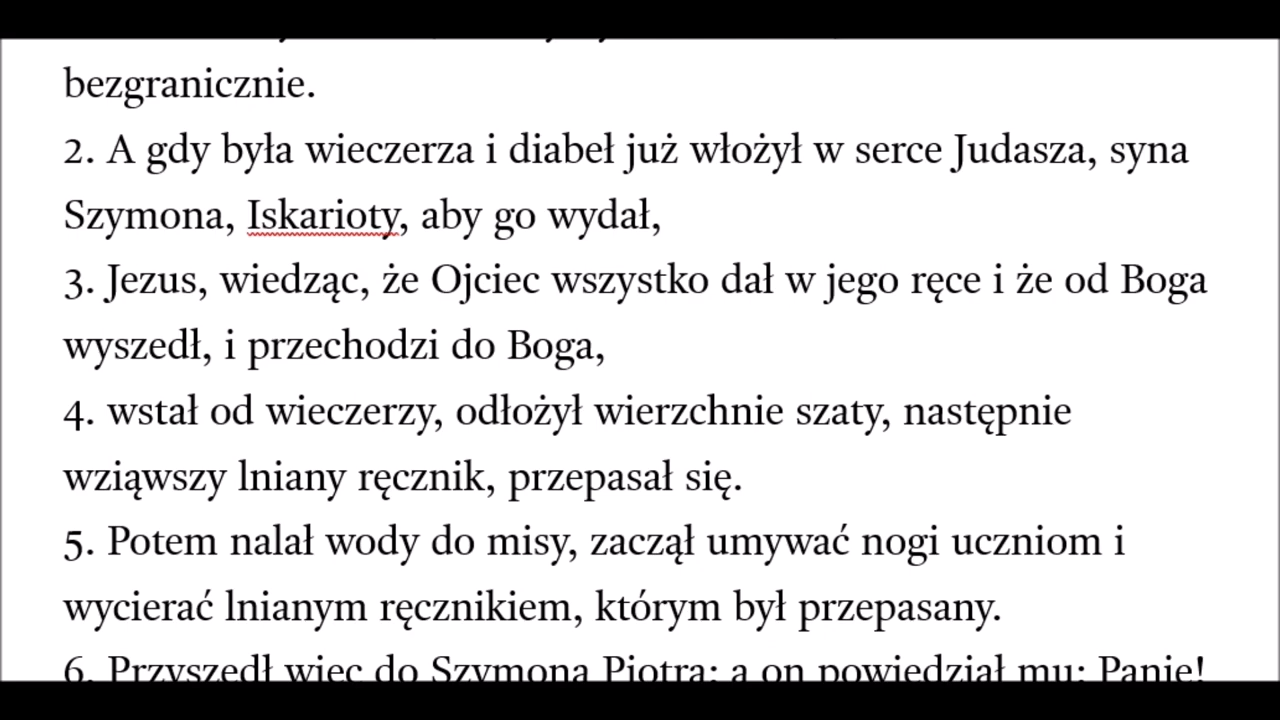 bezgranicznie.
2. A gdy była wieczerza i diabeł już włożył w serce Judasza, syna
Szymona, Iskarioty, aby go wydał,
3. Jezus, wiedząc, że Ojciec wszystko dał w jego ręce i że od Boga
wyszedł, i przechodzi do Boga,
4. wstał od wieczerzy, odłożył wierzchnie szaty, następnie
wziąwszy lniany ręcznik, przepasał się.
5. Potem nalał wody do misy, zaczął umywać nogi uczniom i
wycierać lnianym ręcznikiem, którym był przepasany.
6. Przyszedł więc do Szymona Piotra; a on powiedział mu: Panie!